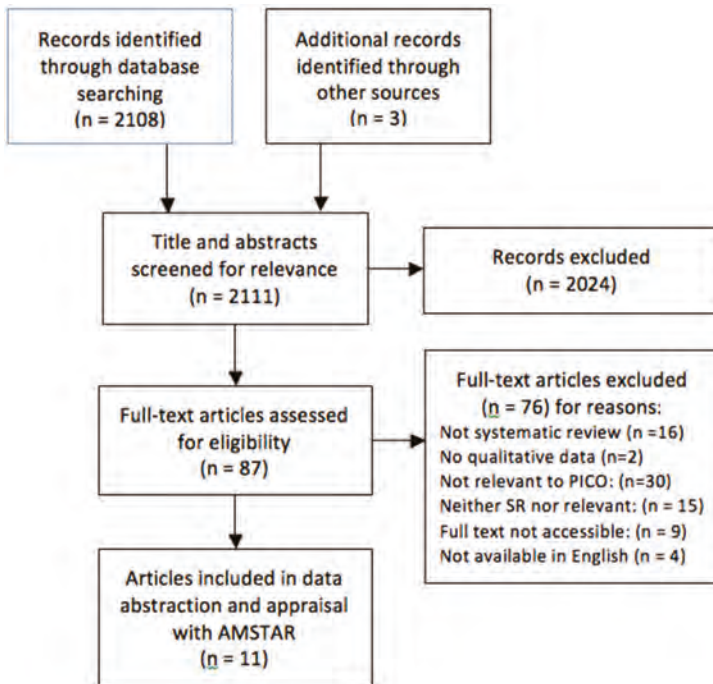 Records identified
through database
searching
(n = 2108)
Additional records
identified through
other sources
(n = 3)
Title and abstracts
screened for relevance
(n = 2111)
Records excluded
(n = 2024)
Full-text articles assessed
for eligibility
(n = 87)
Full-text articles excluded
(n = 76) for reasons:
Not systematic review (n =16)
No qualitative data (n=2)
Not relevant to PICO: (n=30)
Neither SR nor relevant: (n = 15)
Full text not accessible: (n = 9)
Not available in English (n = 4)
Articles included in data
abstraction and appraisal
with AMSTAR
(n = 11)